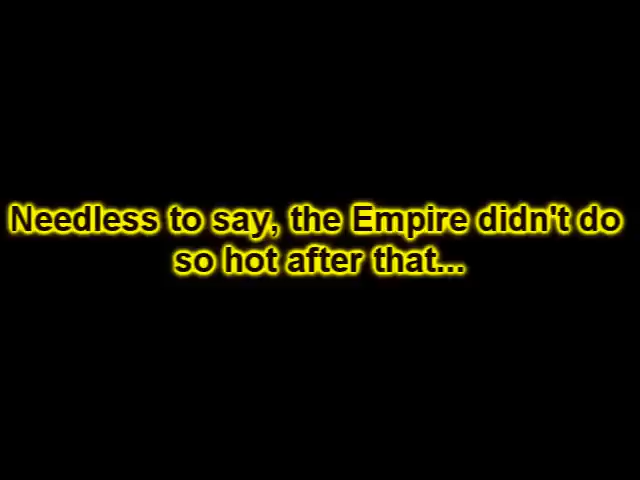 Needless to say, the Empire didn't do
so hot after that...